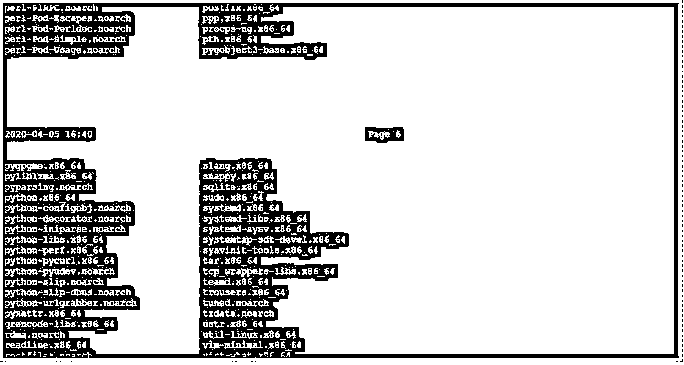 perl-PlRPC.noarch postfix.x86_64
perl-Pod-Escapes.noarch ppp.x86_64
perl-Pod-Perldoc.noarch procps-ng.x86_64
perl-Pod-Simple.noarch pth.x86_64
perl-Pod-Usage.noarch pygobject3-base.x86_64
2020-04-05 16:40 Page 6
pygpgme.x86_64 slang.x86_64
pyliblzma.x86_64 snappy.x86_64
pyparsing.noarch sqlite.x86_64
python.x86_64 sudo.x86_64
python-configobj.noarch systemd.x86_64
python-decorator.noarch systemd-libs.x86_64
python-iniparse.noarch systemd-sysv.x86_64
python-libs.x86_64 systemtap-sdt-devel.x86_64
python-perf.x86_64 sysvinit-tools.x86_64
python-pycurl.x86_64 tar.x86_64
python-pyudev.noarch tcp_wrappers-libs.x86_64
python-slip.noarch teamd.x86_64
python-slip-dbus.noarch trousers.x86_64
python-urlgrabber.noarch tuned.noarch
pyxattr.x86_64 tzdata.noarch
qrencode-libs.x86_64 ustr.x86_64
rdma.noarch util-linux.x86_64
readline.x86_64 vim-minimal.x86_64
rootfiles.noarch virt-what.x86_64